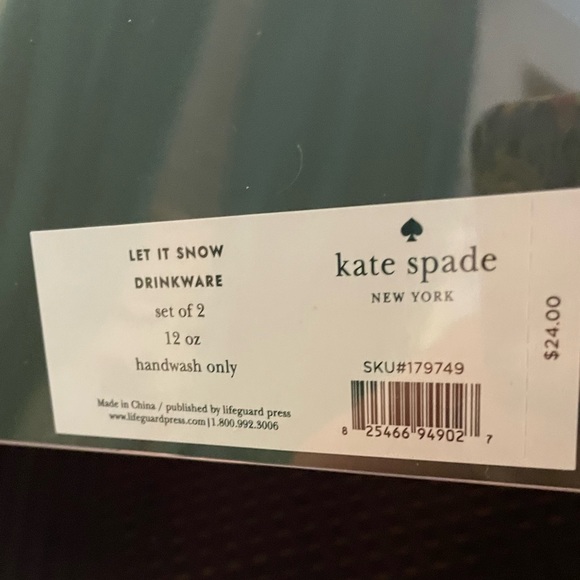 LET IT SNOW
DRINKWARE
set of 2
12 oz
handwash only
Made in China / published by lifeguard press
www.lifeguardpress.com | 1.800.992.3006
kate spade
NEW YORK
SKU#179749
8 25466 94902 7
$24.00